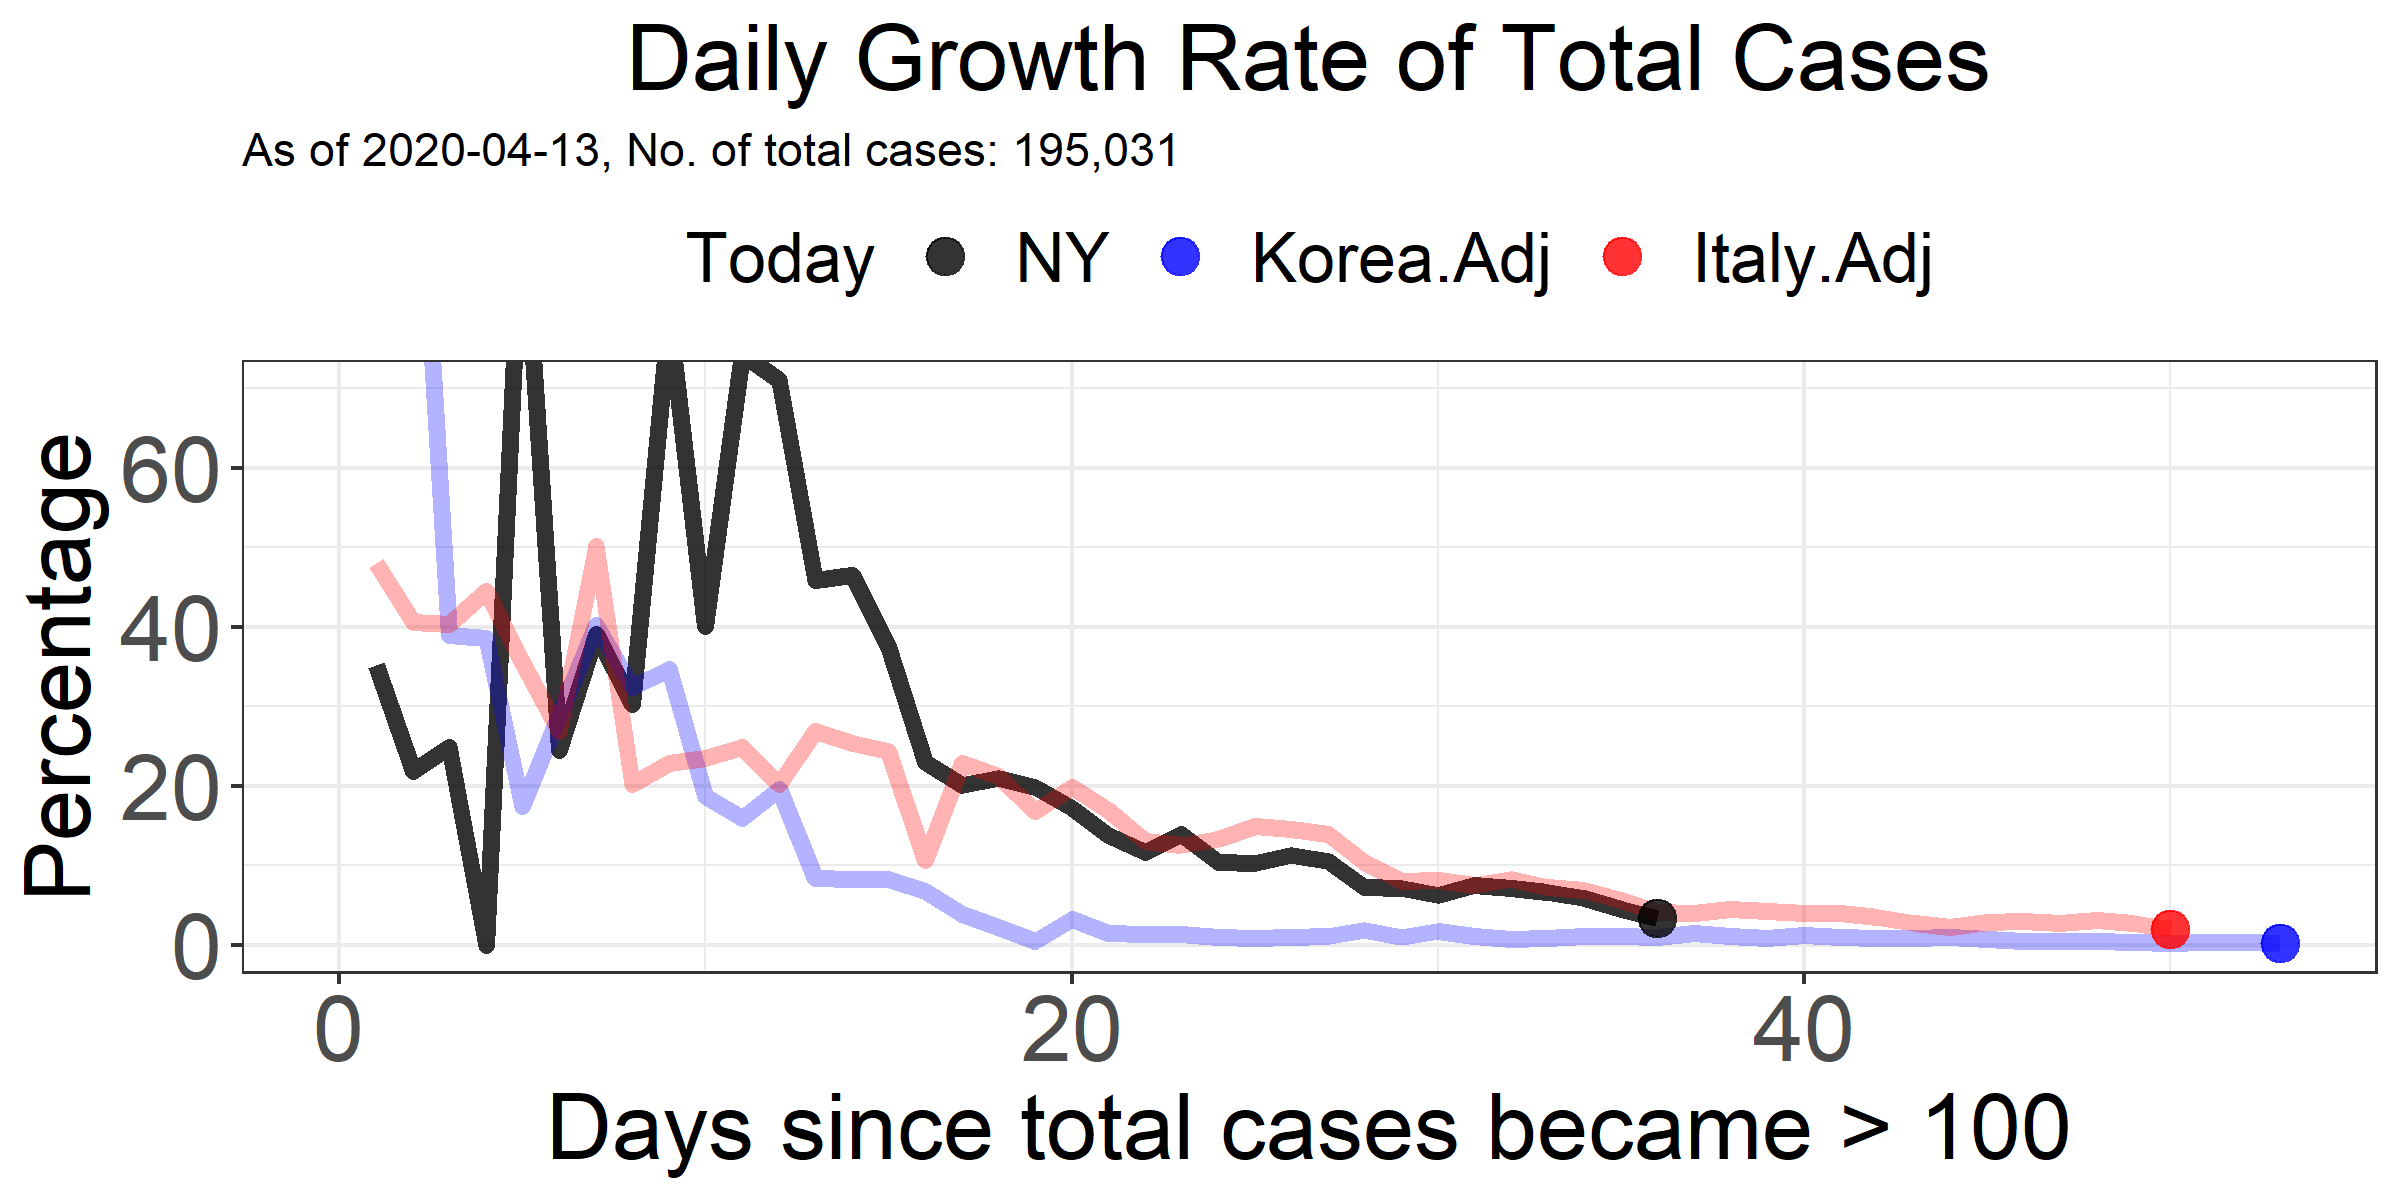 Daily Growth Rate of Total Cases
As of 2020-04-13, No. of total cases: 195,031
Today NY Korea.Adj Italy.Adj
Percentage
60
40
20
0
0 20 40
Days since total cases became > 100